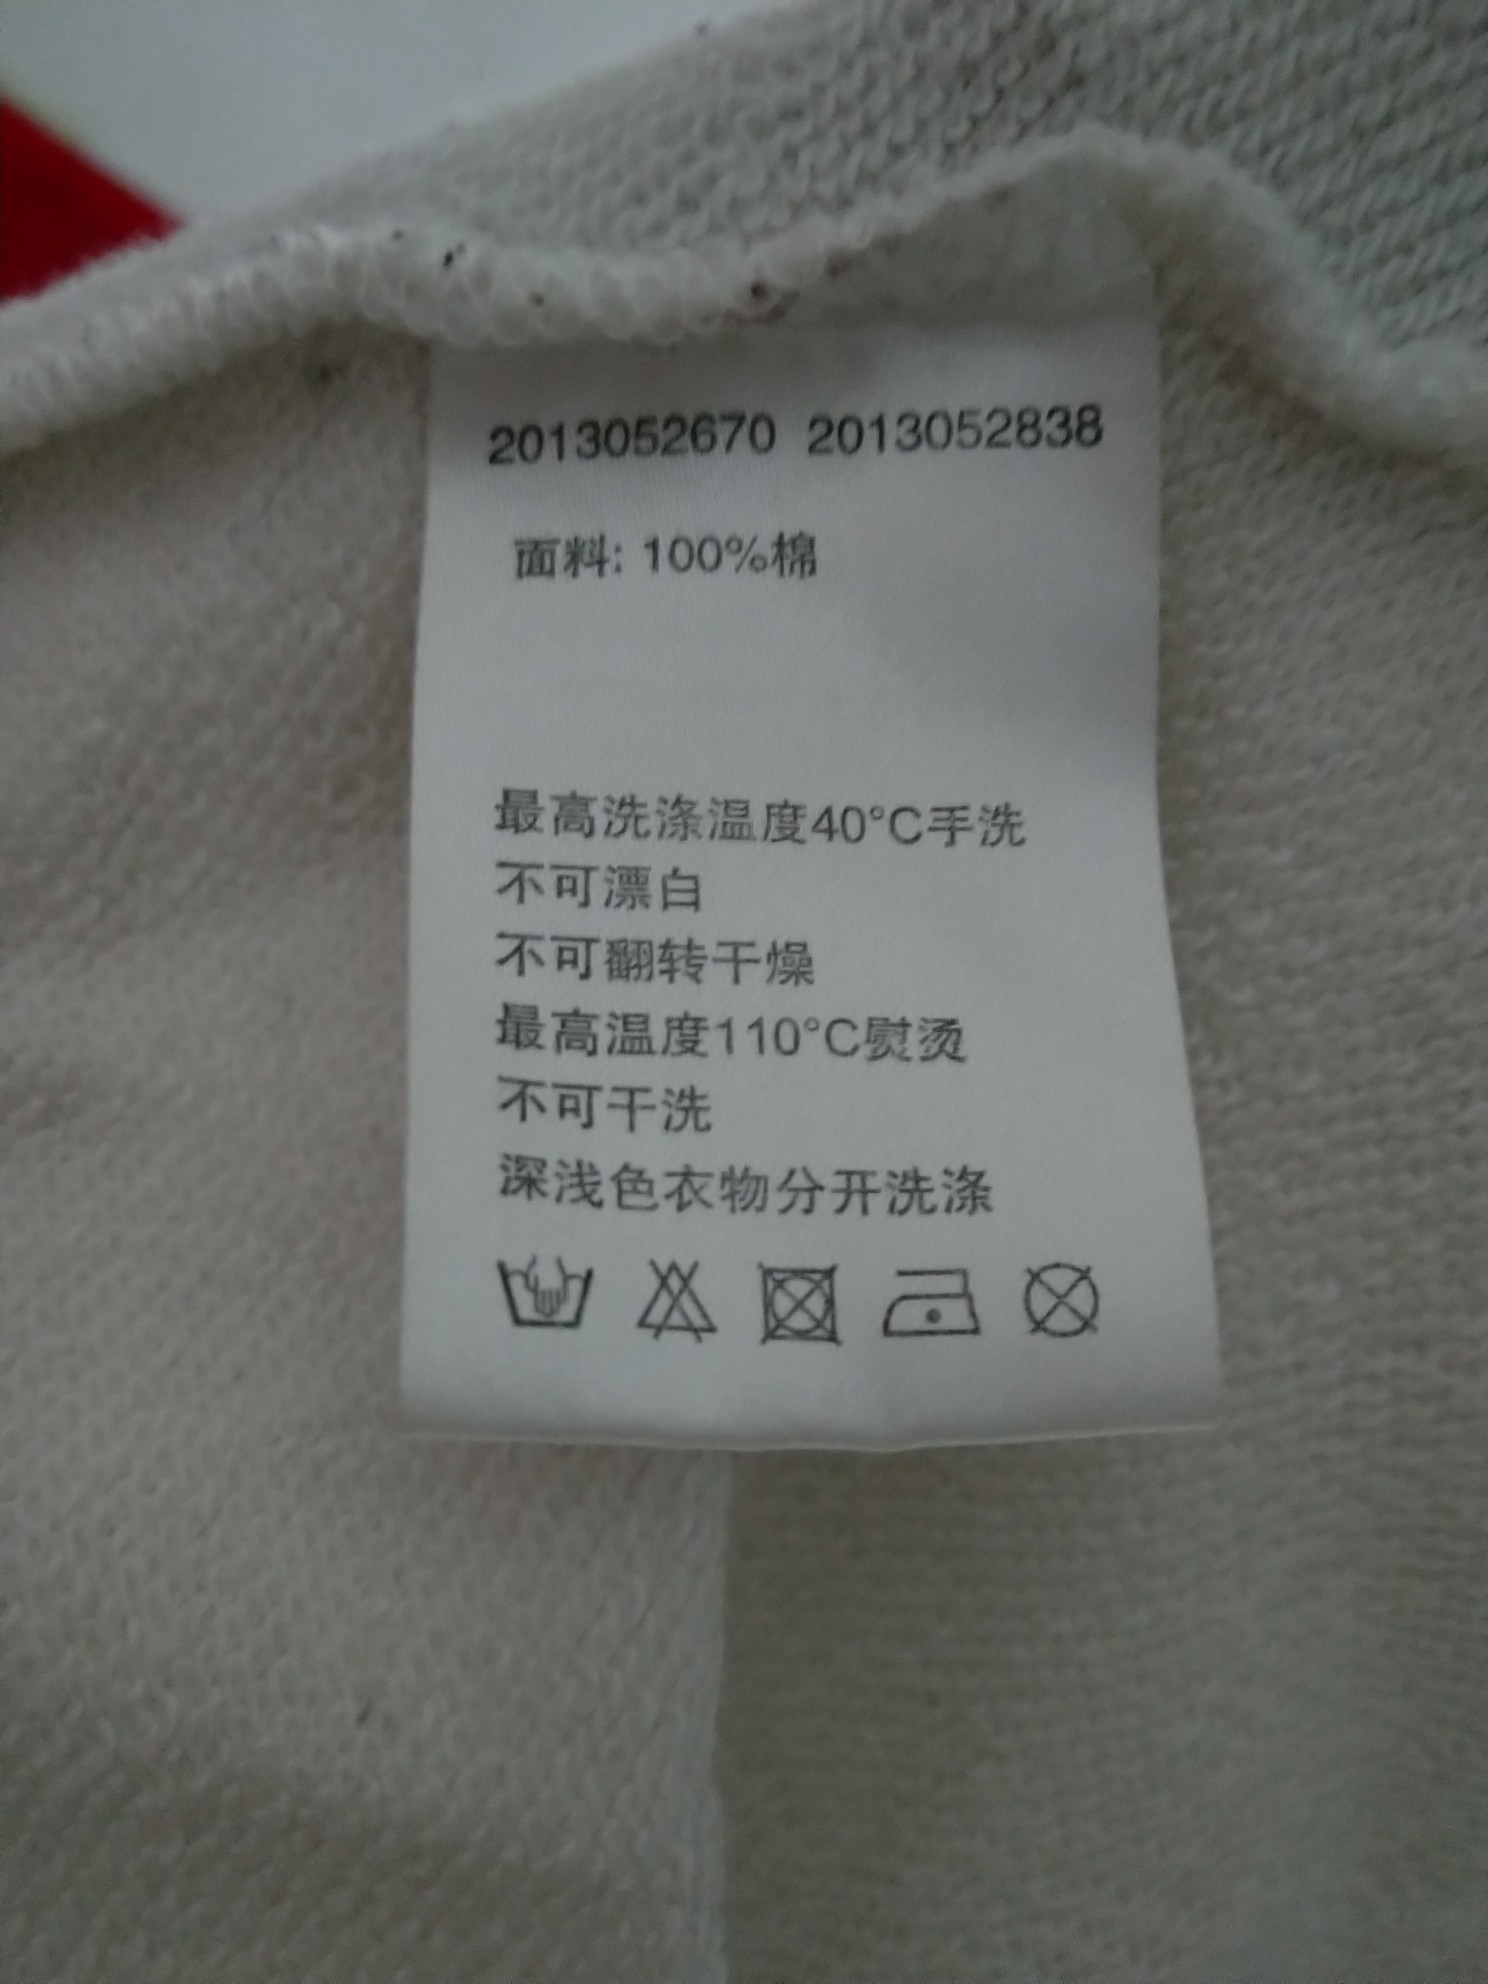 2013052670 2013052838
面料: 100%棉
最高洗涤温度40°C手洗
不可漂白
不可翻转干燥
最高温度110°C熨烫
不可干洗
深浅色衣物分开洗涤